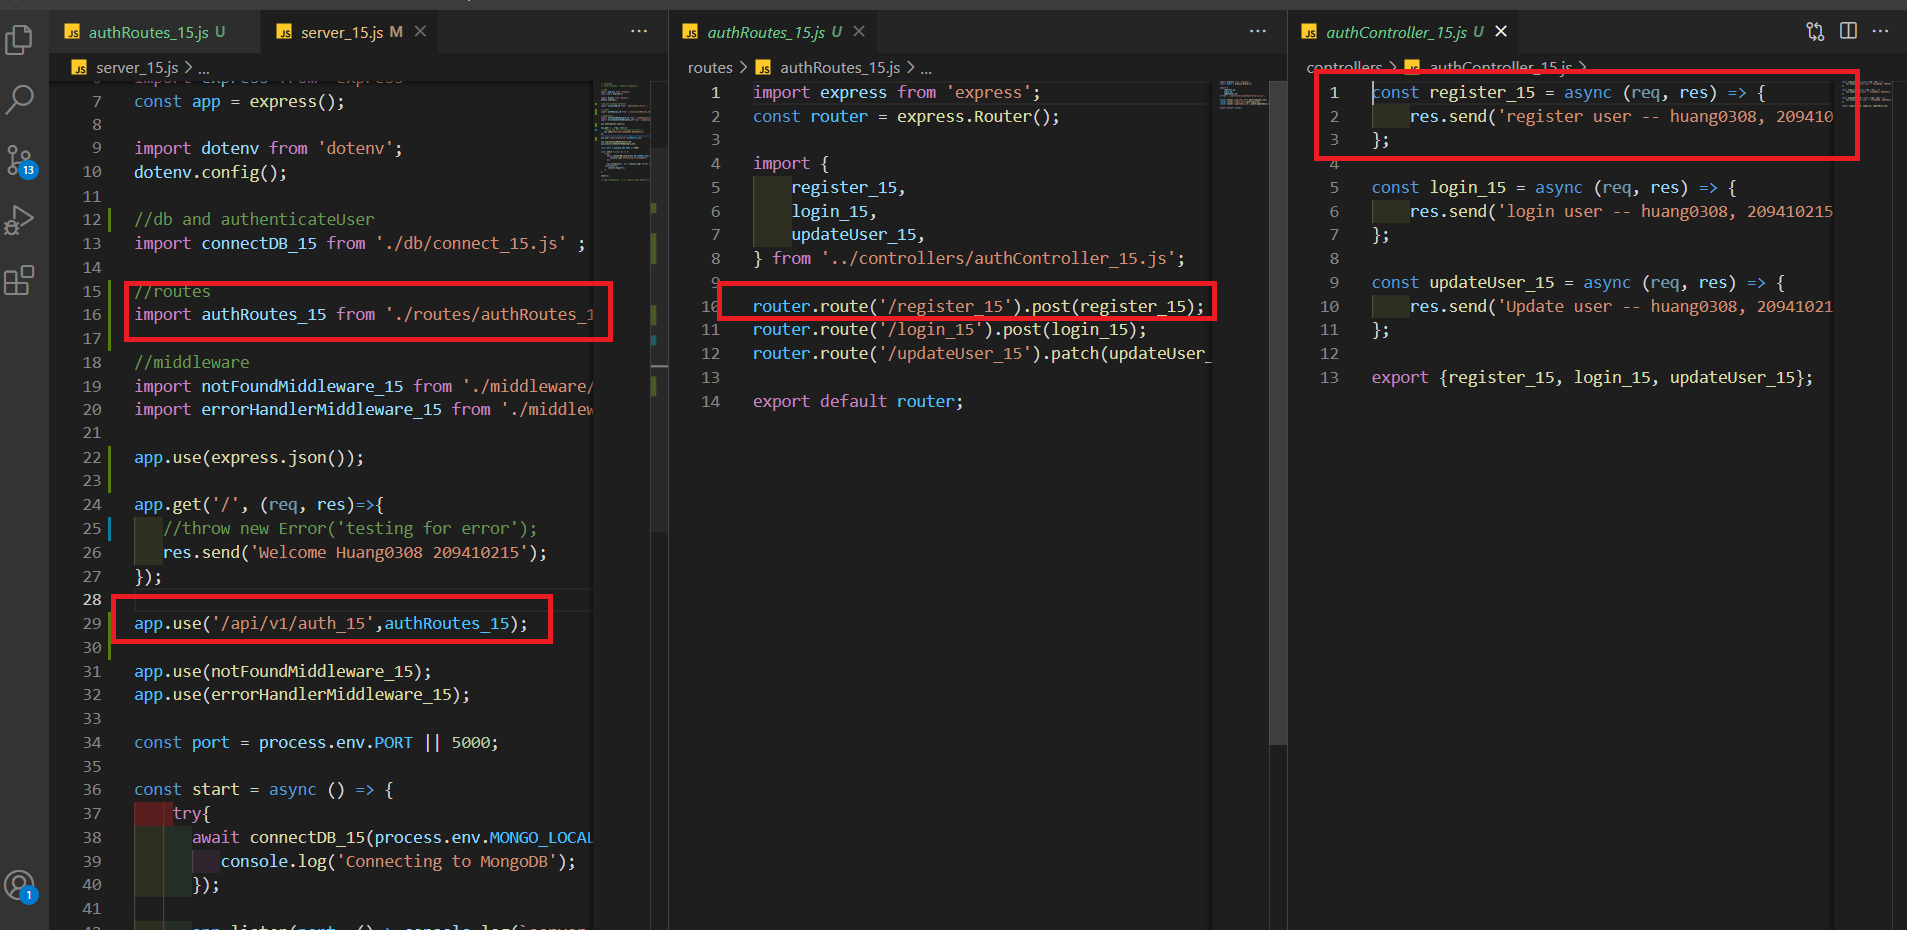 authRoutes_15.js U
server_15.js M
server_15.js > ...
7 const app = express();
8
9 import dotenv from 'dotenv';
10 dotenv.config();
11
12 //db and authenticateUser
13 import connectDB_15 from './db/connect_15.js' ;
14
15 //routes
16 import authRoutes_15 from './routes/authRoutes_1
17
18 //middleware
19 import notFoundMiddleware_15 from './middleware/
20 import errorHandlerMiddleware_15 from './middlew
21
22 app.use(express.json());
23
24 app.get('/', (req, res)=>{
25 //throw new Error('testing for error');
26 res.send('Welcome Huang0308 209410215');
27 });
28
29 app.use('/api/v1/auth_15',authRoutes_15);
30
31 app.use(notFoundMiddleware_15);
32 app.use(errorHandlerMiddleware_15);
33
34 const port = process.env.PORT || 5000;
35
36 const start = async () => {
37 try{
38 await connectDB_15(process.env.MONGO_LOCAL
39 console.log('Connecting to MongoDB');
40 });
41
authRoutes_15.js U
routes > authRoutes_15.js > ...
1 import express from 'express';
2 const router = express.Router();
3
4 import {
5 register_15,
6 login_15,
7 updateUser_15,
8 } from '../controllers/authController_15.js';
9
10 router.route('/register_15').post(register_15);
11 router.route('/login_15').post(login_15);
12 router.route('/updateUser_15').patch(updateUser_
13
14 export default router;
authController_15.js U
controllers > authController_15.js >
1 const register_15 = async (req, res) => {
2 res.send('register user -- huang0308, 209410
3 };
4
5 const login_15 = async (req, res) => {
6 res.send('login user -- huang0308, 209410215
7 };
8
9 const updateUser_15 = async (req, res) => {
10 res.send('Update user -- huang0308, 20941021
11 };
12
13 export {register_15, login_15, updateUser_15};
13
1